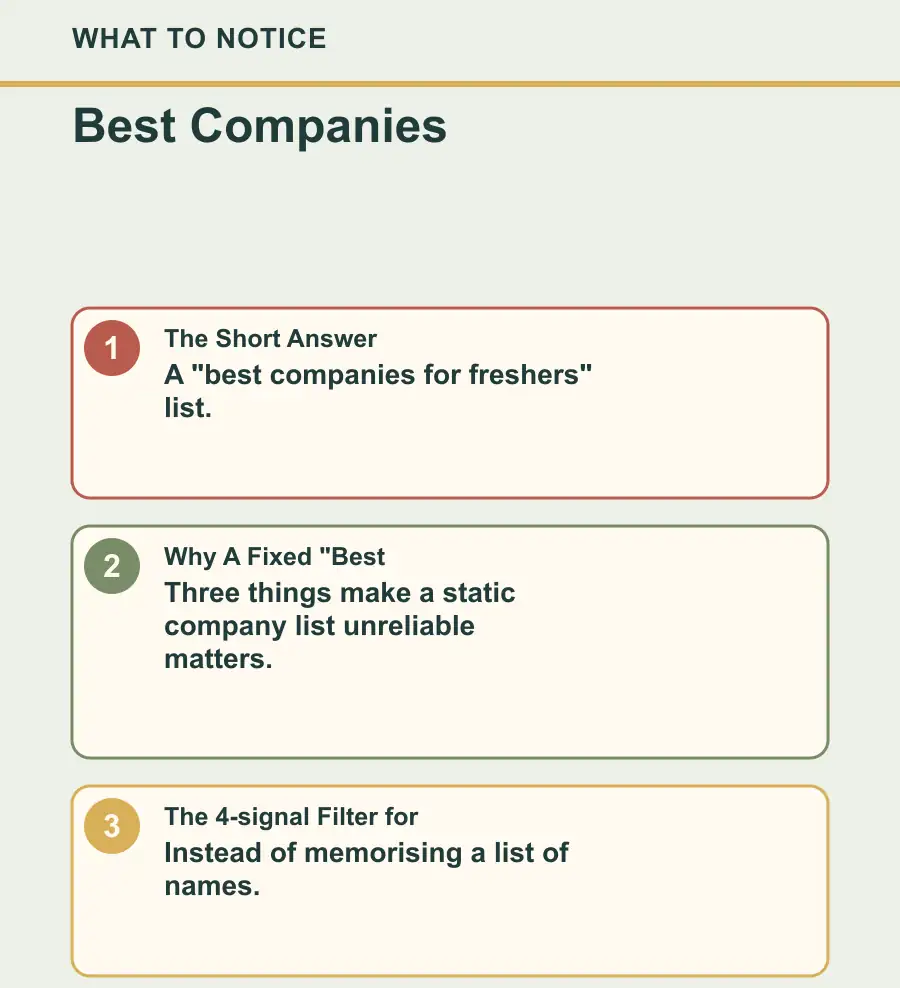 WHAT TO NOTICE
Best Companies
1
The Short Answer
A "best companies for freshers"
list.
2
Why A Fixed "Best
Three things make a static
company list unreliable
matters.
3
The 4-signal Filter for
Instead of memorising a list of
names.